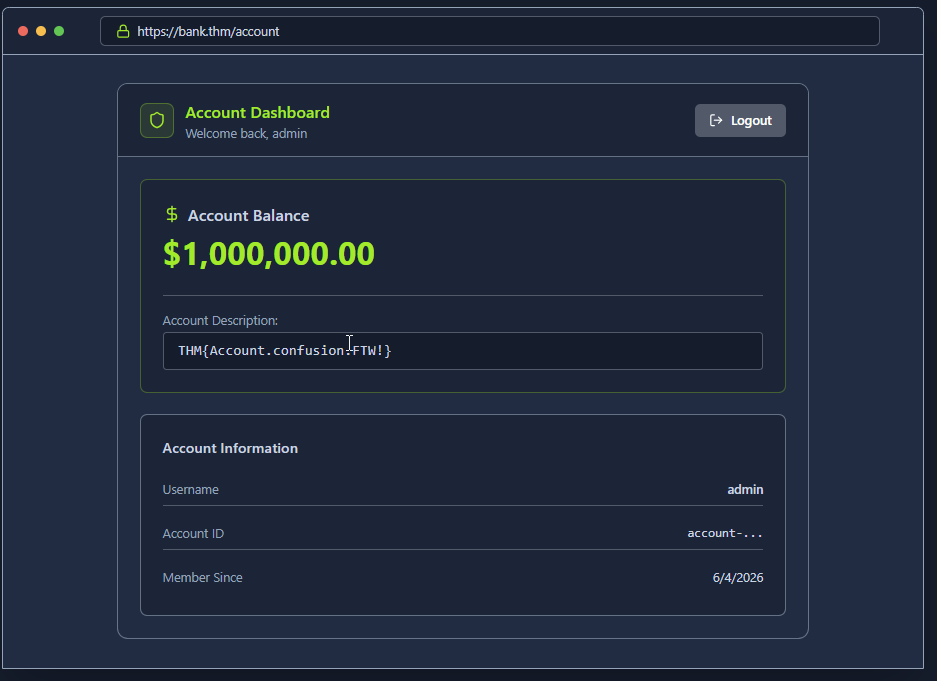 https://bank.thm/account
Account Dashboard
Welcome back, admin
Logout
$ Account Balance
$1,000,000.00
Account Description:
THM{Account.confusion.FTW!}
Account Information
Username admin
Account ID account-...
Member Since 6/4/2026